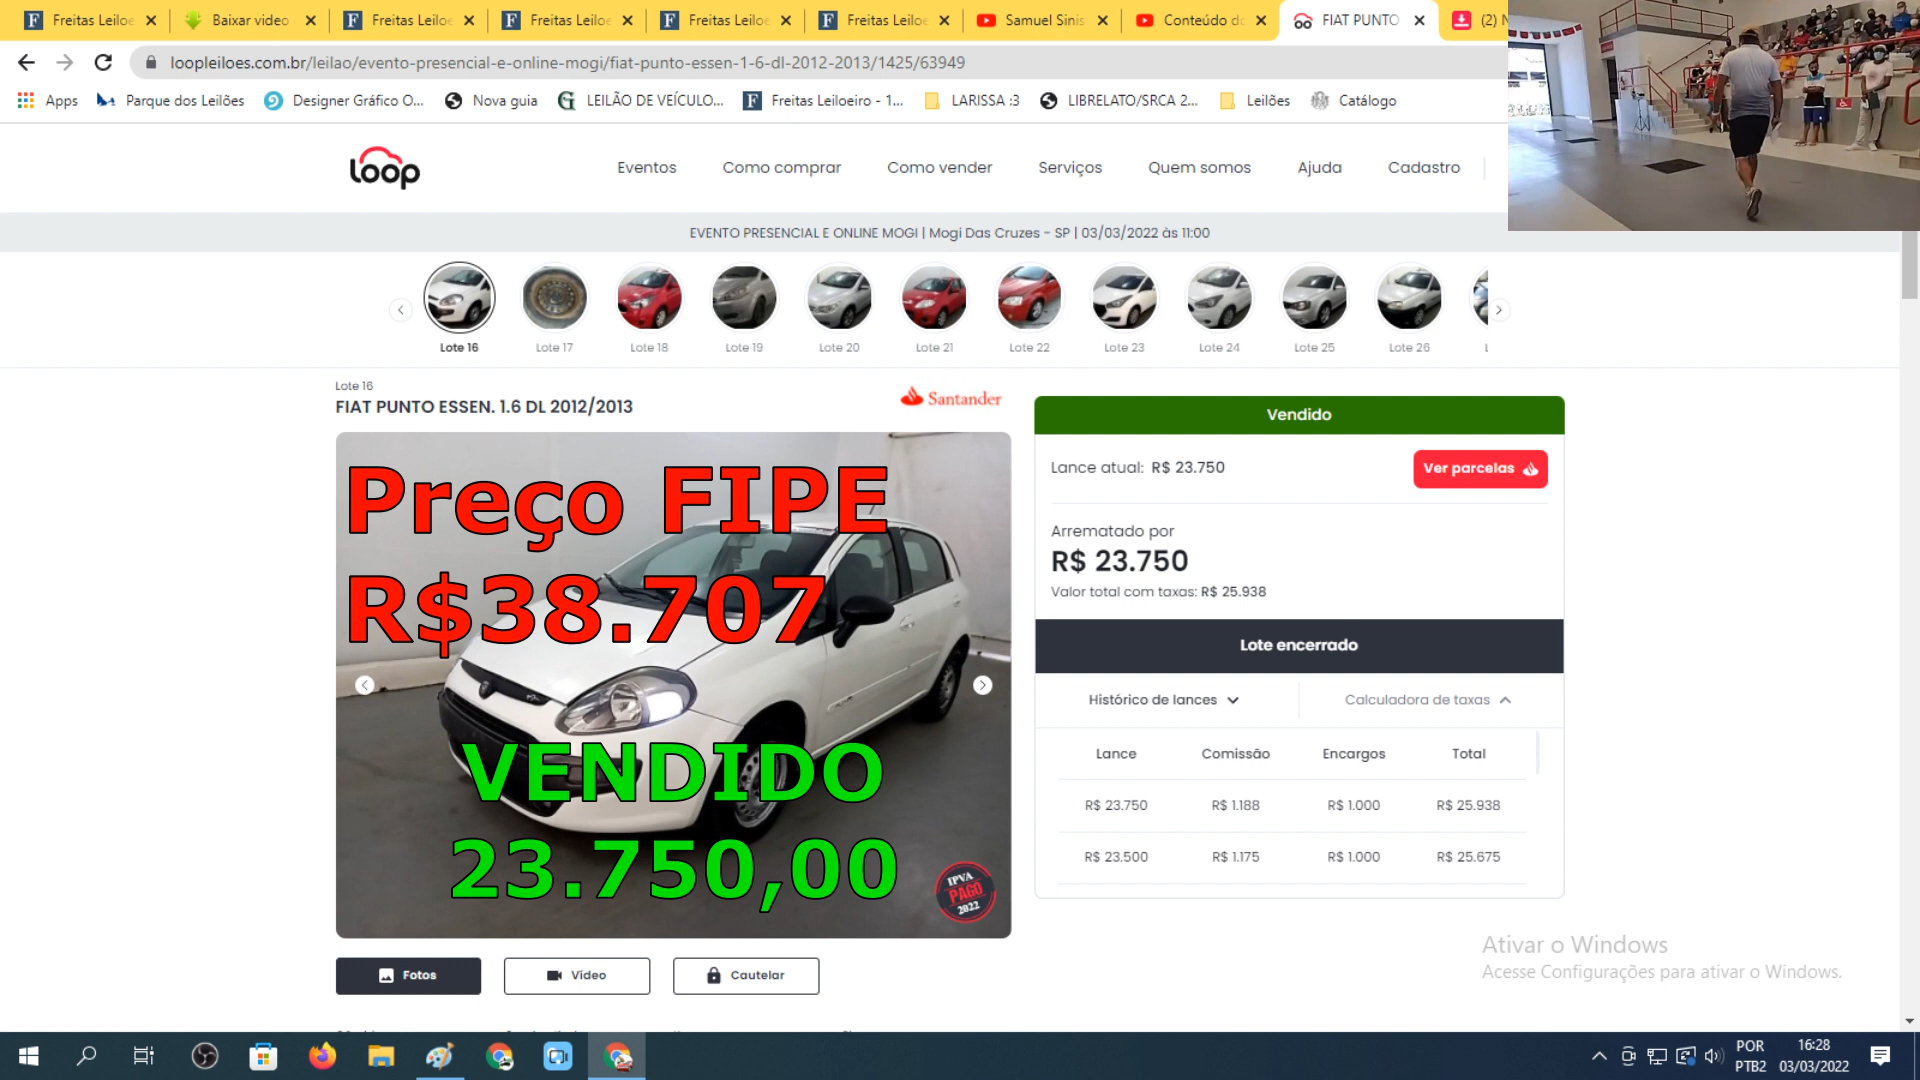 Freitas Leiloe
Baixar video
Freitas Leiloe
Freitas Leiloe
Freitas Leiloe
Freitas Leiloe
Samuel Sinis
Conteúdo do
FIAT PUNTO
(2)
loopleiloes.com.br/leilao/evento-presencial-e-online-mogi/fiat-punto-essen-1-6-dl-2012-2013/1425/63949
Apps
Parque dos Leilões
Designer Gráfico O...
Nova guia
LEILÃO DE VEÍCULO...
Freitas Leiloeiro - 1...
LARISSA :3
LIBRELATO/SRCA 2...
Leilões
Catálogo
loop
Eventos
Como comprar
Como vender
Serviços
Quem somos
Ajuda
Cadastro
EVENTO PRESENCIAL E ONLINE MOGI | Mogi Das Cruzes - SP | 03/03/2022 às 11:00
Lote 16
Lote 17
Lote 18
Lote 19
Lote 20
Lote 21
Lote 22
Lote 23
Lote 24
Lote 25
Lote 26
Lote 16
FIAT PUNTO ESSEN. 1.6 DL 2012/2013
Santander
Preço FIPE
R$38.707
VENDIDO
23.750,00
IPVA
PAGO
2022
Vendido
Lance atual: R$ 23.750
Ver parcelas
Arrematado por
R$ 23.750
Valor total com taxas: R$ 25.938
Lote encerrado
Histórico de lances
Calculadora de taxas
Lance Comissão Encargos Total
R$ 23.750 R$ 1.188 R$ 1.000 R$ 25.938
R$ 23.500 R$ 1.175 R$ 1.000 R$ 25.675
Fotos
Vídeo
Cautelar
Ativar o Windows
Acesse Configurações para ativar o Windows.
POR
PTB2
16:28
03/03/2022